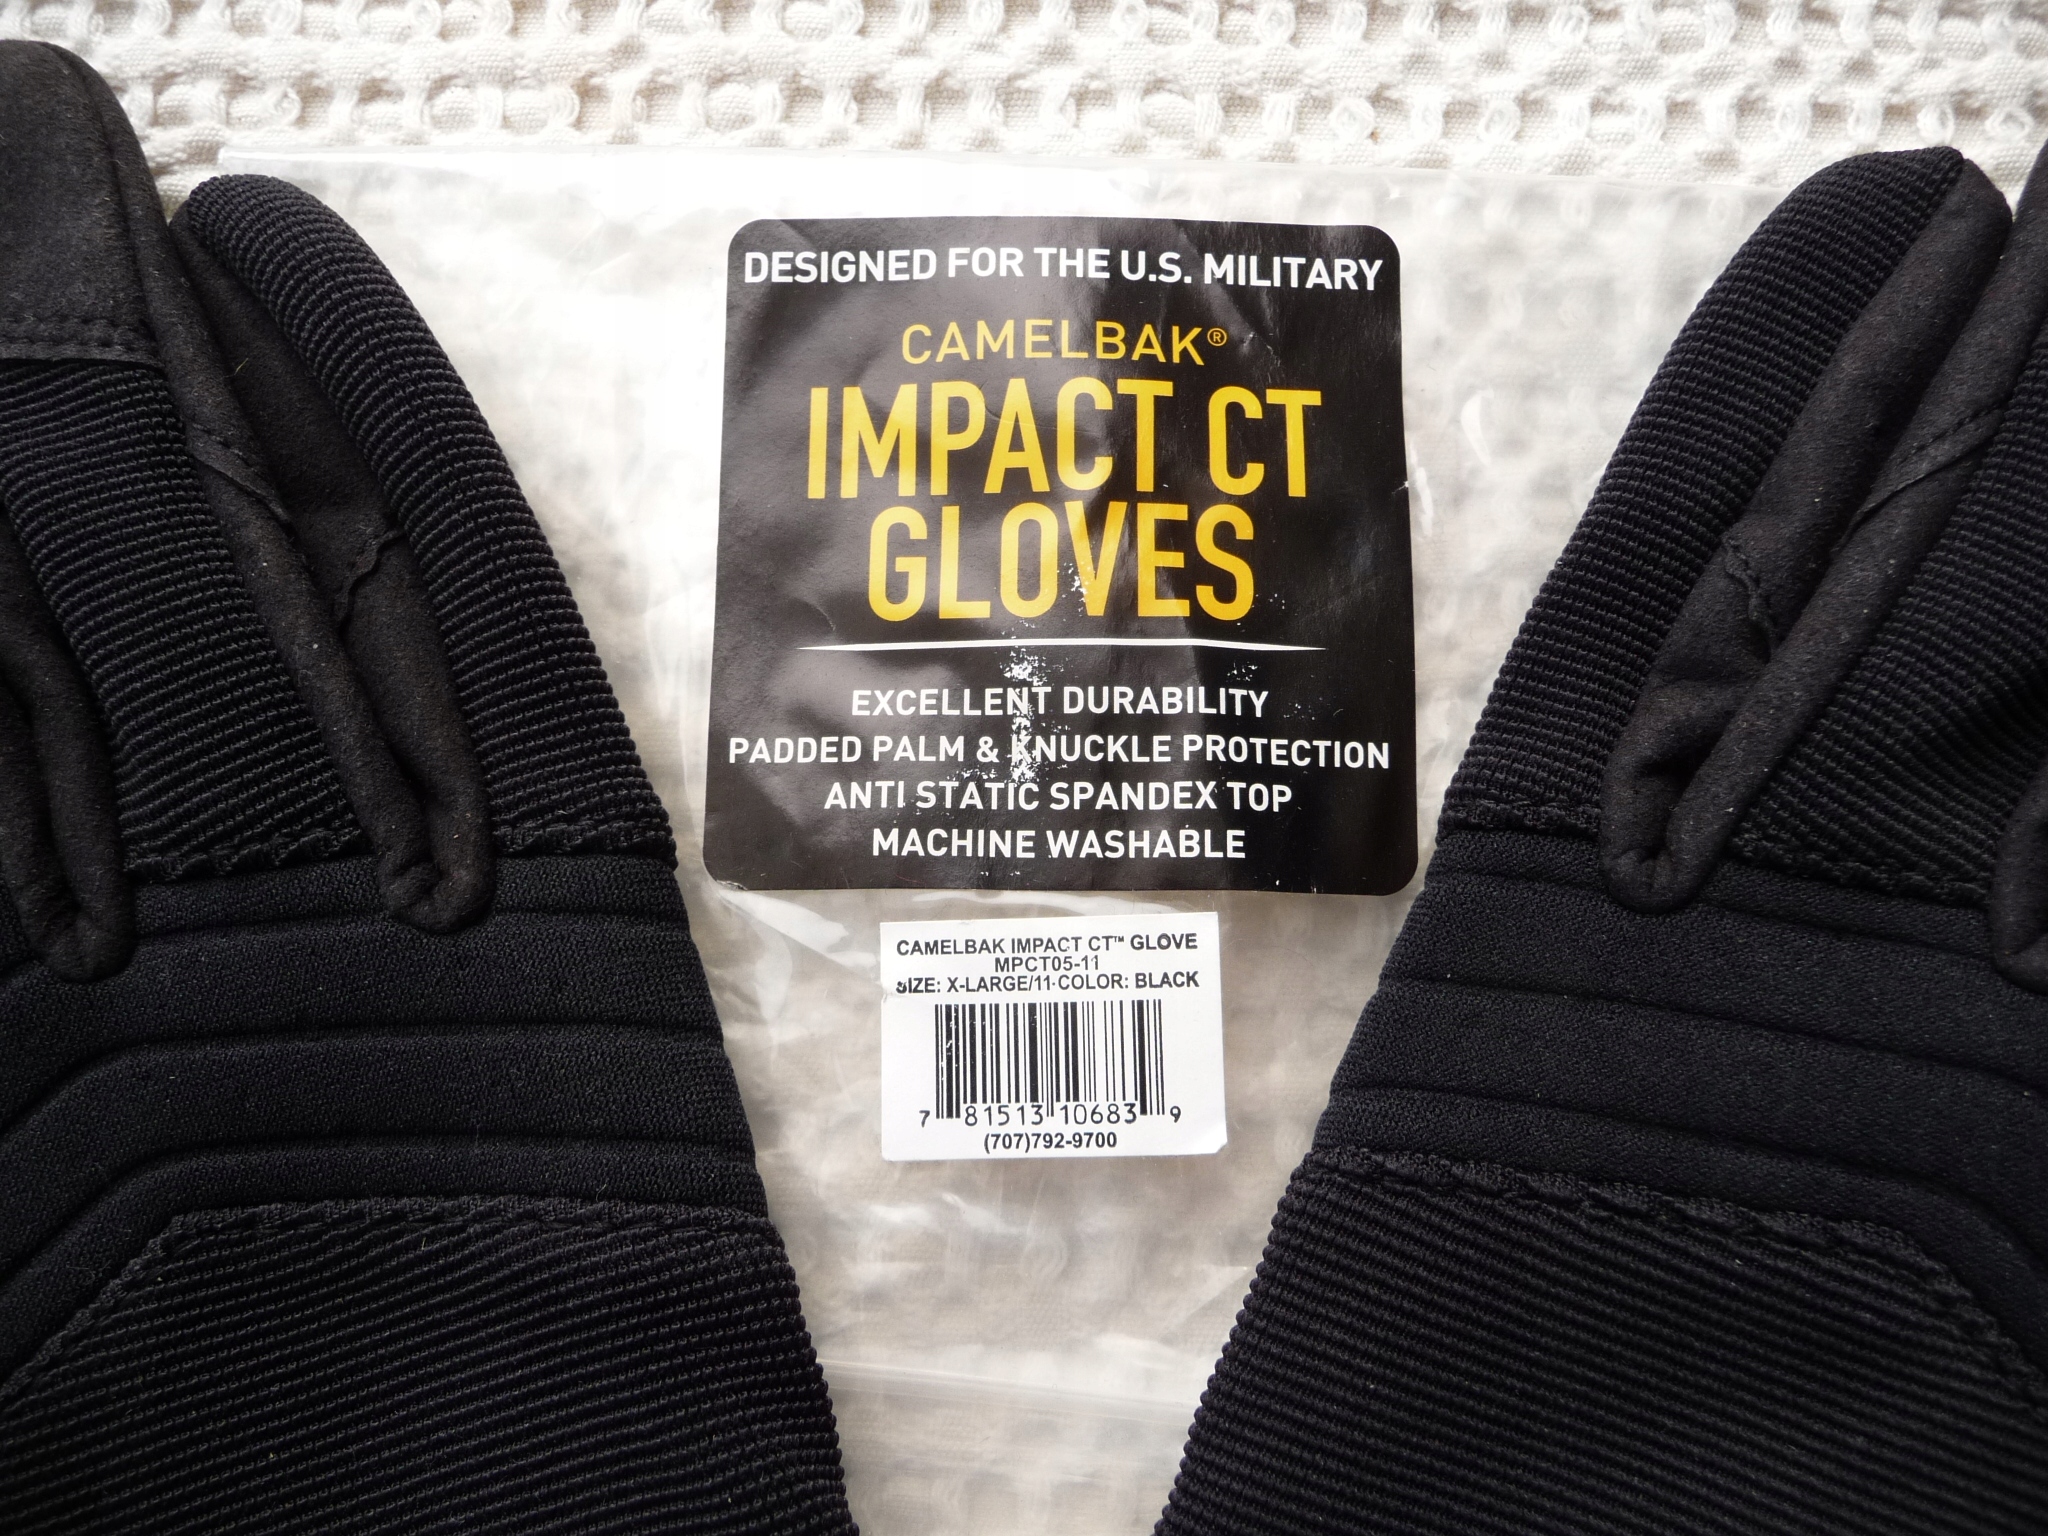 DESIGNED FOR THE U.S. MILITARY
CAMELBAK®
IMPACT CT
GLOVES
EXCELLENT DURABILITY
PADDED PALM & KNUCKLE PROTECTION
ANTI STATIC SPANDEX TOP
MACHINE WASHABLE
CAMELBAK IMPACT CT™ GLOVE
MPCT05-11
SIZE: X-LARGE/11·COLOR: BLACK
7 81513 10683 9
(707)792-9700